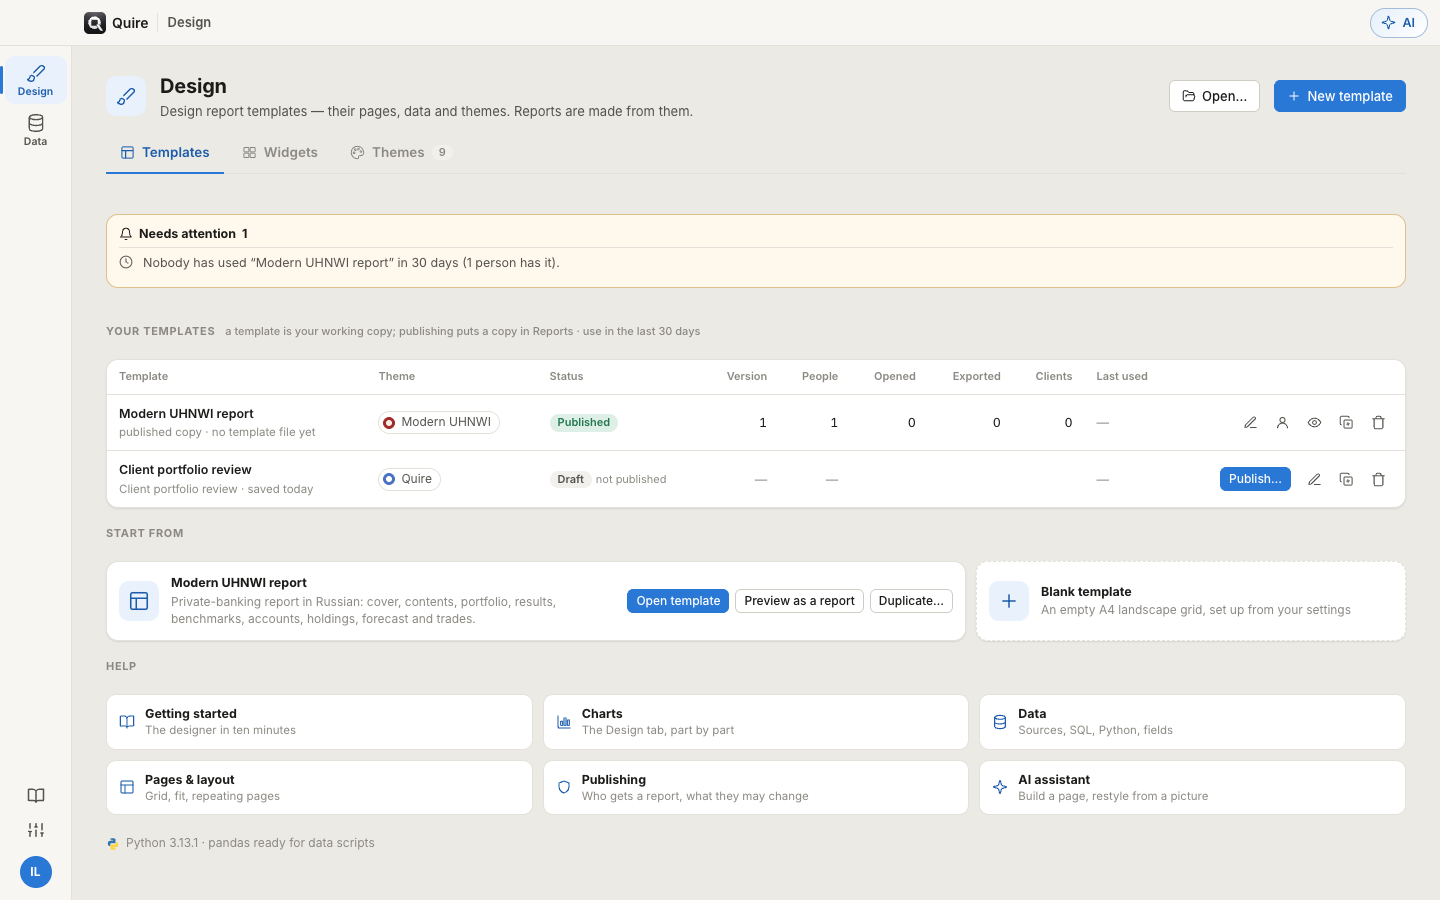 Quire
Design
AI
Design
Data
IL
Design
Design report templates — their pages, data and themes. Reports are made from them.
Open...
New template
Templates
Widgets
Themes 9
Needs attention 1
Nobody has used “Modern UHNWI report” in 30 days (1 person has it).
YOUR TEMPLATES a template is your working copy; publishing puts a copy in Reports · use in the last 30 days
Template Theme Status Version People Opened Exported Clients Last used
Modern UHNWI report
published copy · no template file yet
Modern UHNWI Published 1 1 0 0 0 —
Client portfolio review
Client portfolio review · saved today
Quire Draft not published — — — Publish...
START FROM
Modern UHNWI report
Private-banking report in Russian: cover, contents, portfolio, results,
benchmarks, accounts, holdings, forecast and trades.
Open template
Preview as a report
Duplicate...
Blank template
An empty A4 landscape grid, set up from your settings
HELP
Getting started
The designer in ten minutes
Charts
The Design tab, part by part
Data
Sources, SQL, Python, fields
Pages & layout
Grid, fit, repeating pages
Publishing
Who gets a report, what they may change
AI assistant
Build a page, restyle from a picture
Python 3.13.1 · pandas ready for data scripts